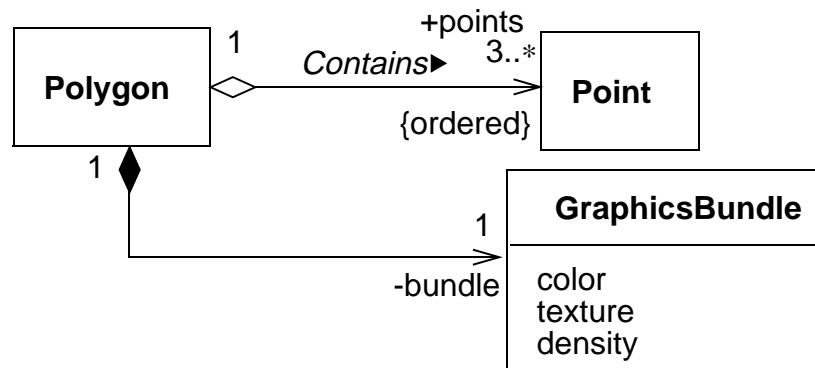 +points
1
3..*
Contains▶
Polygon
Point
{ordered}
1
GraphicsBundle
1
-bundle
color
texture
density